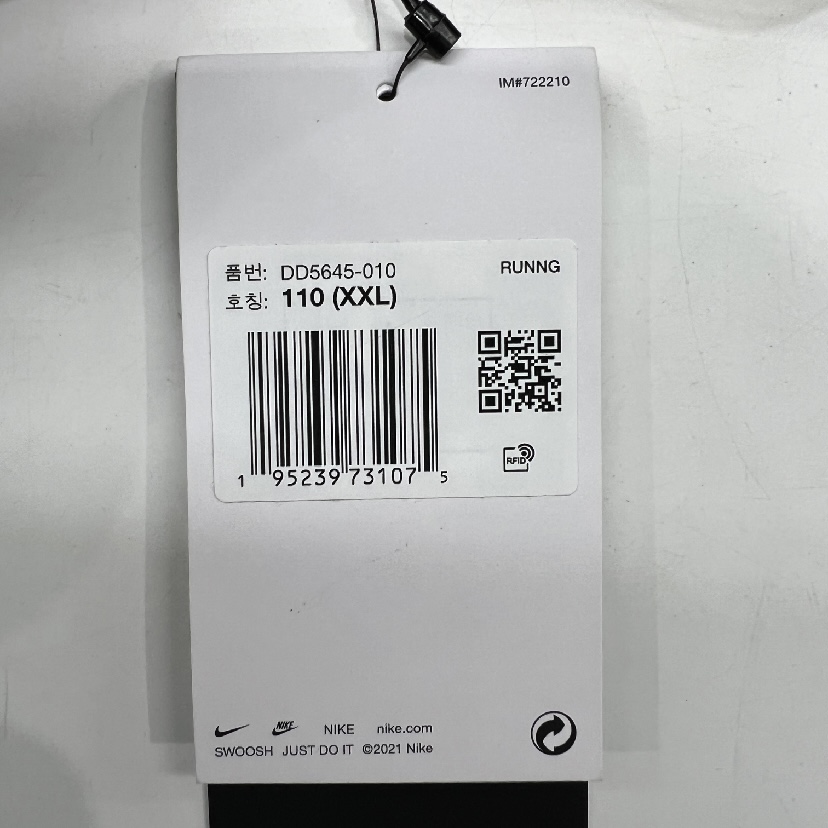 IM#722210
품번: DD5645-010
RUNNG
호칭: 110 (XXL)
1 95239 73107 5
RFID
NIKE NIKE nike.com
SWOOSH JUST DO IT ©2021 Nike